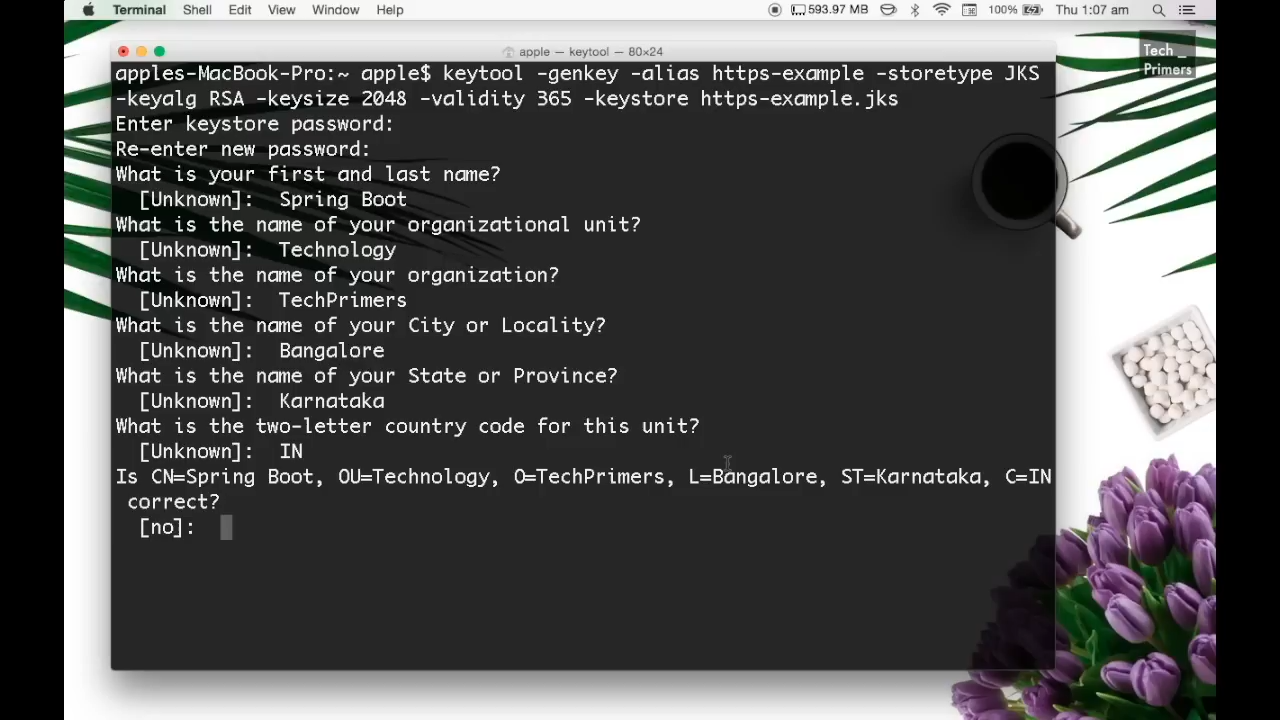 Terminal Shell Edit View Window Help 593.97 MB 100% Thu 1:07 am
apple — keytool — 80×24
Tech _
Primers
apples-MacBook-Pro:~ apple$ keytool -genkey -alias https-example -storetype JKS
-keyalg RSA -keysize 2048 -validity 365 -keystore https-example.jks
Enter keystore password:
Re-enter new password:
What is your first and last name?
[Unknown]: Spring Boot
What is the name of your organizational unit?
[Unknown]: Technology
What is the name of your organization?
[Unknown]: TechPrimers
What is the name of your City or Locality?
[Unknown]: Bangalore
What is the name of your State or Province?
[Unknown]: Karnataka
What is the two-letter country code for this unit?
[Unknown]: IN
Is CN=Spring Boot, OU=Technology, O=TechPrimers, L=Bangalore, ST=Karnataka, C=IN
correct?
[no]: